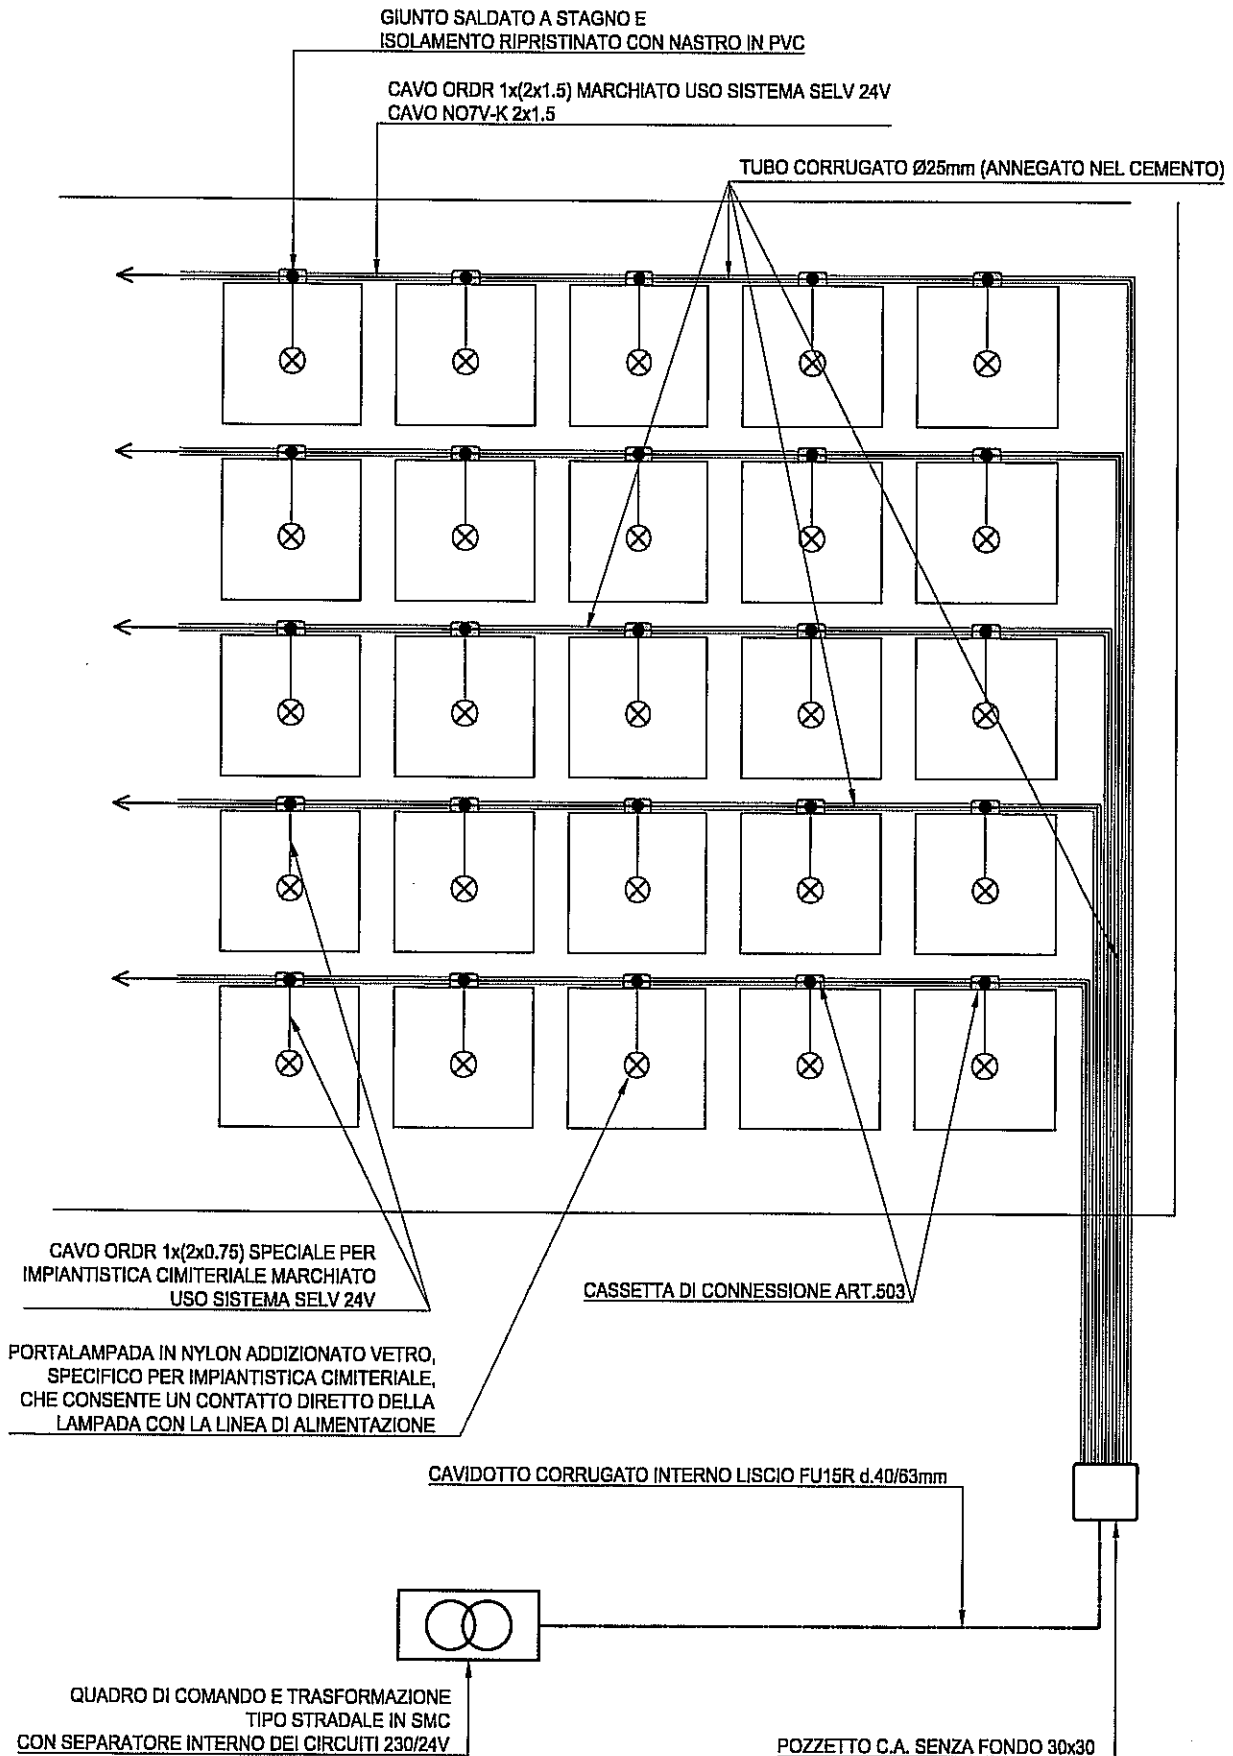 GIUNTO SALDATO A STAGNO E
ISOLAMENTO RIPRISTINATO CON NASTRO IN PVC
CAVO ORDR 1x(2x1.5) MARCHIATO USO SISTEMA SELV 24V
CAVO NO7V-K 2x1.5
TUBO CORRUGATO Ø25mm (ANNEGATO NEL CEMENTO)
CAVO ORDR 1x(2x0.75) SPECIALE PER
IMPIANTISTICA CIMITERIALE MARCHIATO
USO SISTEMA SELV 24V
CASSETTA DI CONNESSIONE ART.503
PORTALAMPADA IN NYLON ADDIZIONATO VETRO,
SPECIFICO PER IMPIANTISTICA CIMITERIALE,
CHE CONSENTE UN CONTATTO DIRETTO DELLA
LAMPADA CON LA LINEA DI ALIMENTAZIONE
CAVIDOTTO CORRUGATO INTERNO LISCIO FU15R d.40/63mm
QUADRO DI COMANDO E TRASFORMAZIONE
TIPO STRADALE IN SMC
CON SEPARATORE INTERNO DEI CIRCUITI 230/24V
POZZETTO C.A. SENZA FONDO 30x30